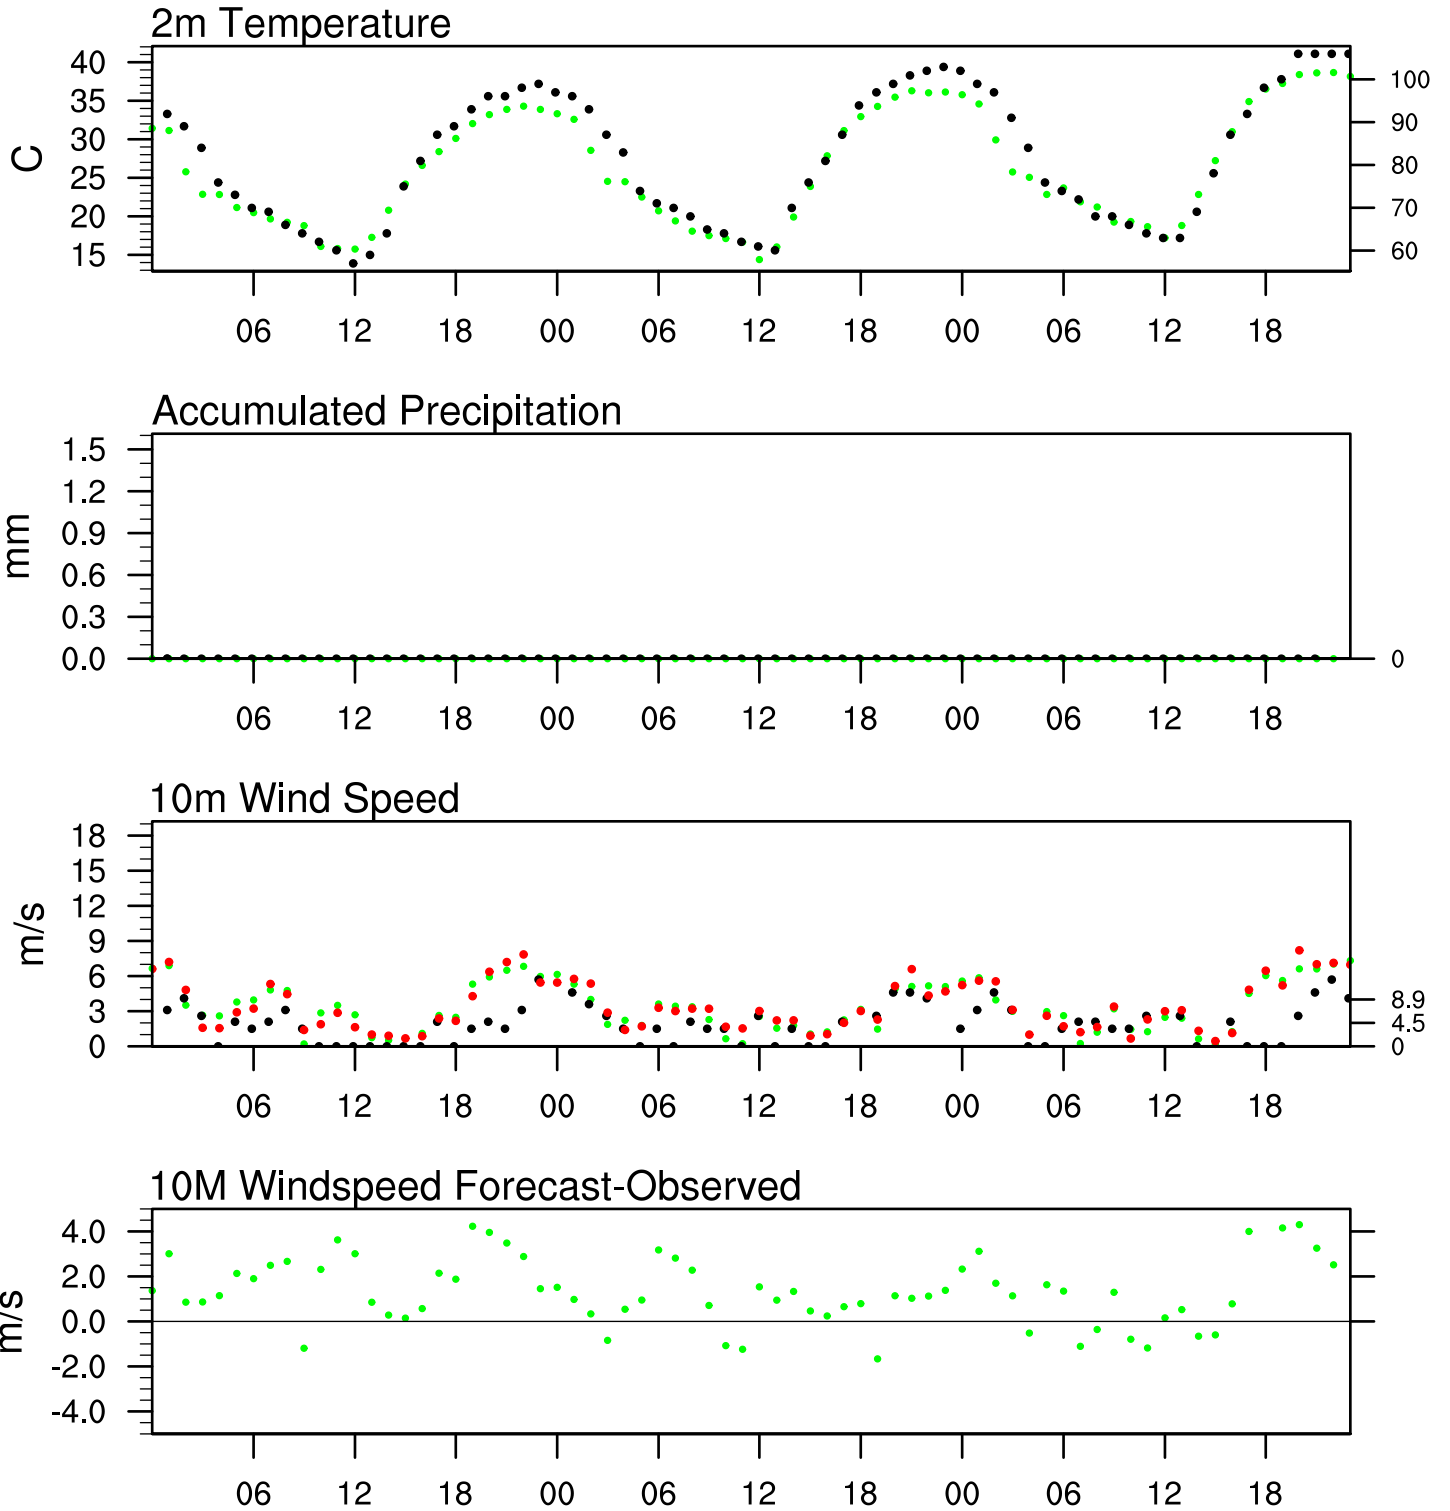 2m Temperature
40
35
30
25
20
15
C
100
90
80
70
60
06 12 18 00 06 12 18 00 06 12 18
Accumulated Precipitation
1.5
1.2
0.9
0.6
0.3
0.0
mm
0
06 12 18 00 06 12 18 00 06 12 18
10m Wind Speed
18
15
12
9
6
3
0
m/s
8.9
4.5
0
06 12 18 00 06 12 18 00 06 12 18
10M Windspeed Forecast-Observed
4.0
2.0
0.0
-2.0
-4.0
m/s
06 12 18 00 06 12 18 00 06 12 18